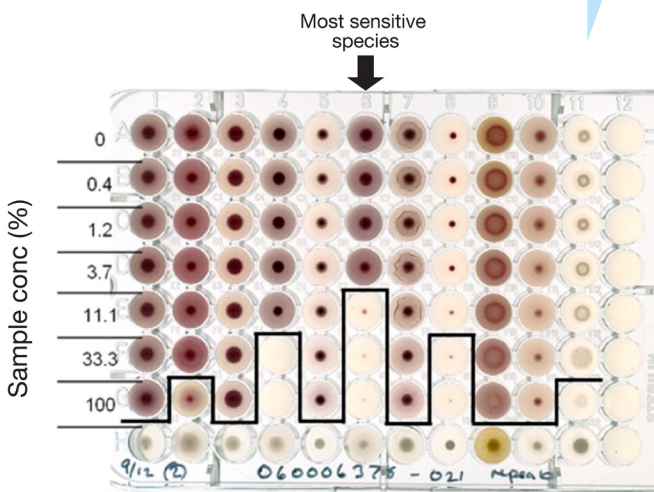 Most sensitive
species
1 2 3 4 5 6 7 8 9 10 11 12
Sample conc (%)
A
0
B
0.4
1.2
D
3.7
E
11.1
F
33.3
G
100
9/12 (2) - 021 repeat